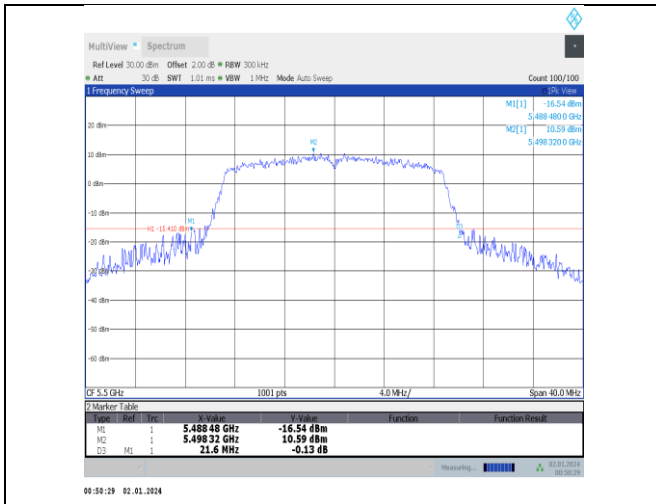 MultiView Spectrum
Ref Level 30.00 dBm Offset 2.00 dB RBW 300 kHz
Att 30 dB SWT 1.01 ms VBW 1 MHz Mode Auto Sweep Count 100/100
1 Frequency Sweep 1Pk View
M1[1] -16.54 dBm
5.488 480 0 GHz
M2[1] 10.59 dBm
5.498 320 0 GHz
20 dBm
M2
10 dBm
0 dBm
-10 dBm
M1
H1 -15.410 dBm
-20 dBm
-30 dBm
-40 dBm
-50 dBm
-60 dBm
CF 5.5 GHz 1001 pts 4.0 MHz/ Span 40.0 MHz
2 Marker Table
Type Ref Trc X-Value Y-Value Function Function Result
M1 1 5.488 48 GHz -16.54 dBm
M2 1 5.498 32 GHz 10.59 dBm
D3 M1 1 21.6 MHz -0.13 dB
Measuring... 02.01.2024
00:50:29
00:50:29 02.01.2024